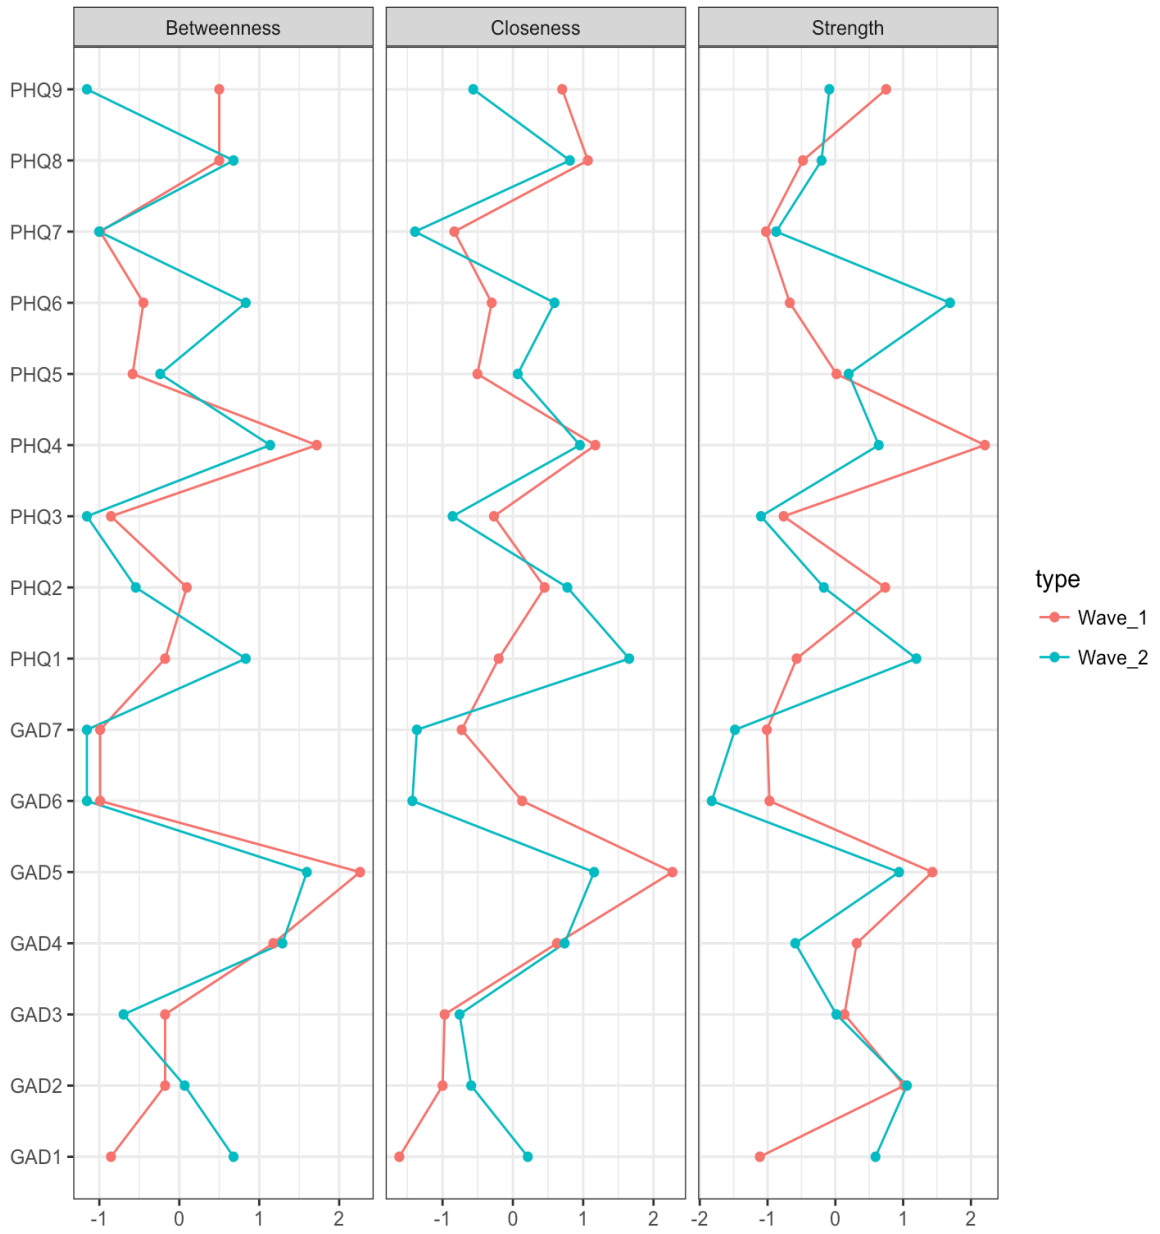 Betweenness Closeness Strength
PHQ9
PHQ8
PHQ7
PHQ6
PHQ5
PHQ4
PHQ3
PHQ2
PHQ1
GAD7
GAD6
GAD5
GAD4
GAD3
GAD2
GAD1
-1 0 1 2 -1 0 1 2 -2 -1 0 1 2
type
Wave_1
Wave_2